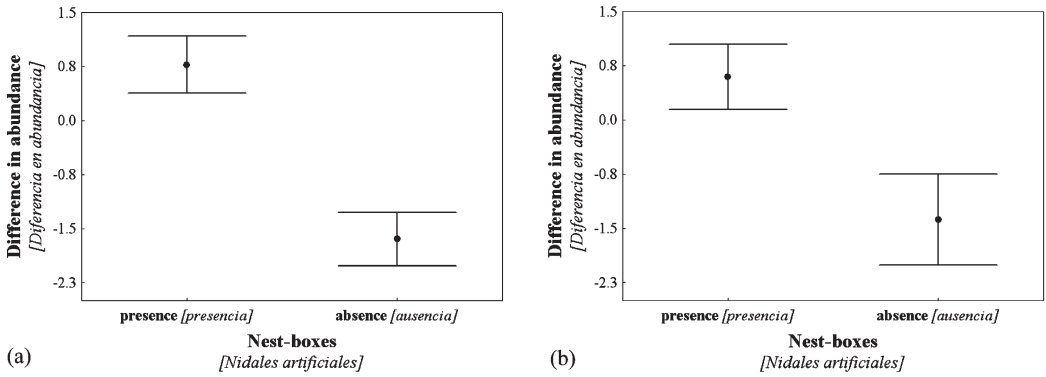 Difference in abundance
[Diferencia en abundancia]
1.5
0.8
0.0
-0.8
-1.5
-2.3
presence [presencia]
absence [ausencia]
Nest-boxes
[Nidales artificiales]
(a)
Difference in abundance
[Diferencia en abundancia]
1.5
0.8
0.0
-0.8
-1.5
-2.3
presence [presencia]
absence [ausencia]
Nest-boxes
[Nidales artificiales]
(b)